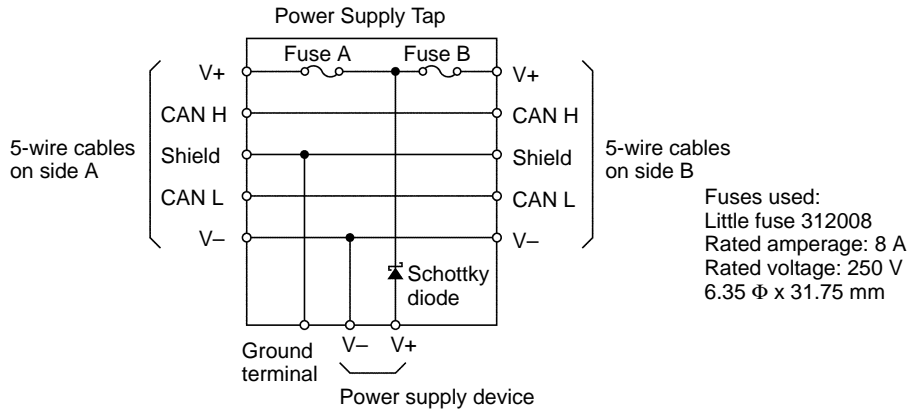 Power Supply Tap
Fuse A
Fuse B
V+
V+
CAN H
CAN H
5-wire cables
on side A
Shield
Shield
5-wire cables
on side B
CAN L
CAN L
V–
V–
Fuses used:
Little fuse 312008
Rated amperage: 8 A
Rated voltage: 250 V
6.35 Φ x 31.75 mm
Schottky
diode
Ground
terminal
V–
V+
Power supply device